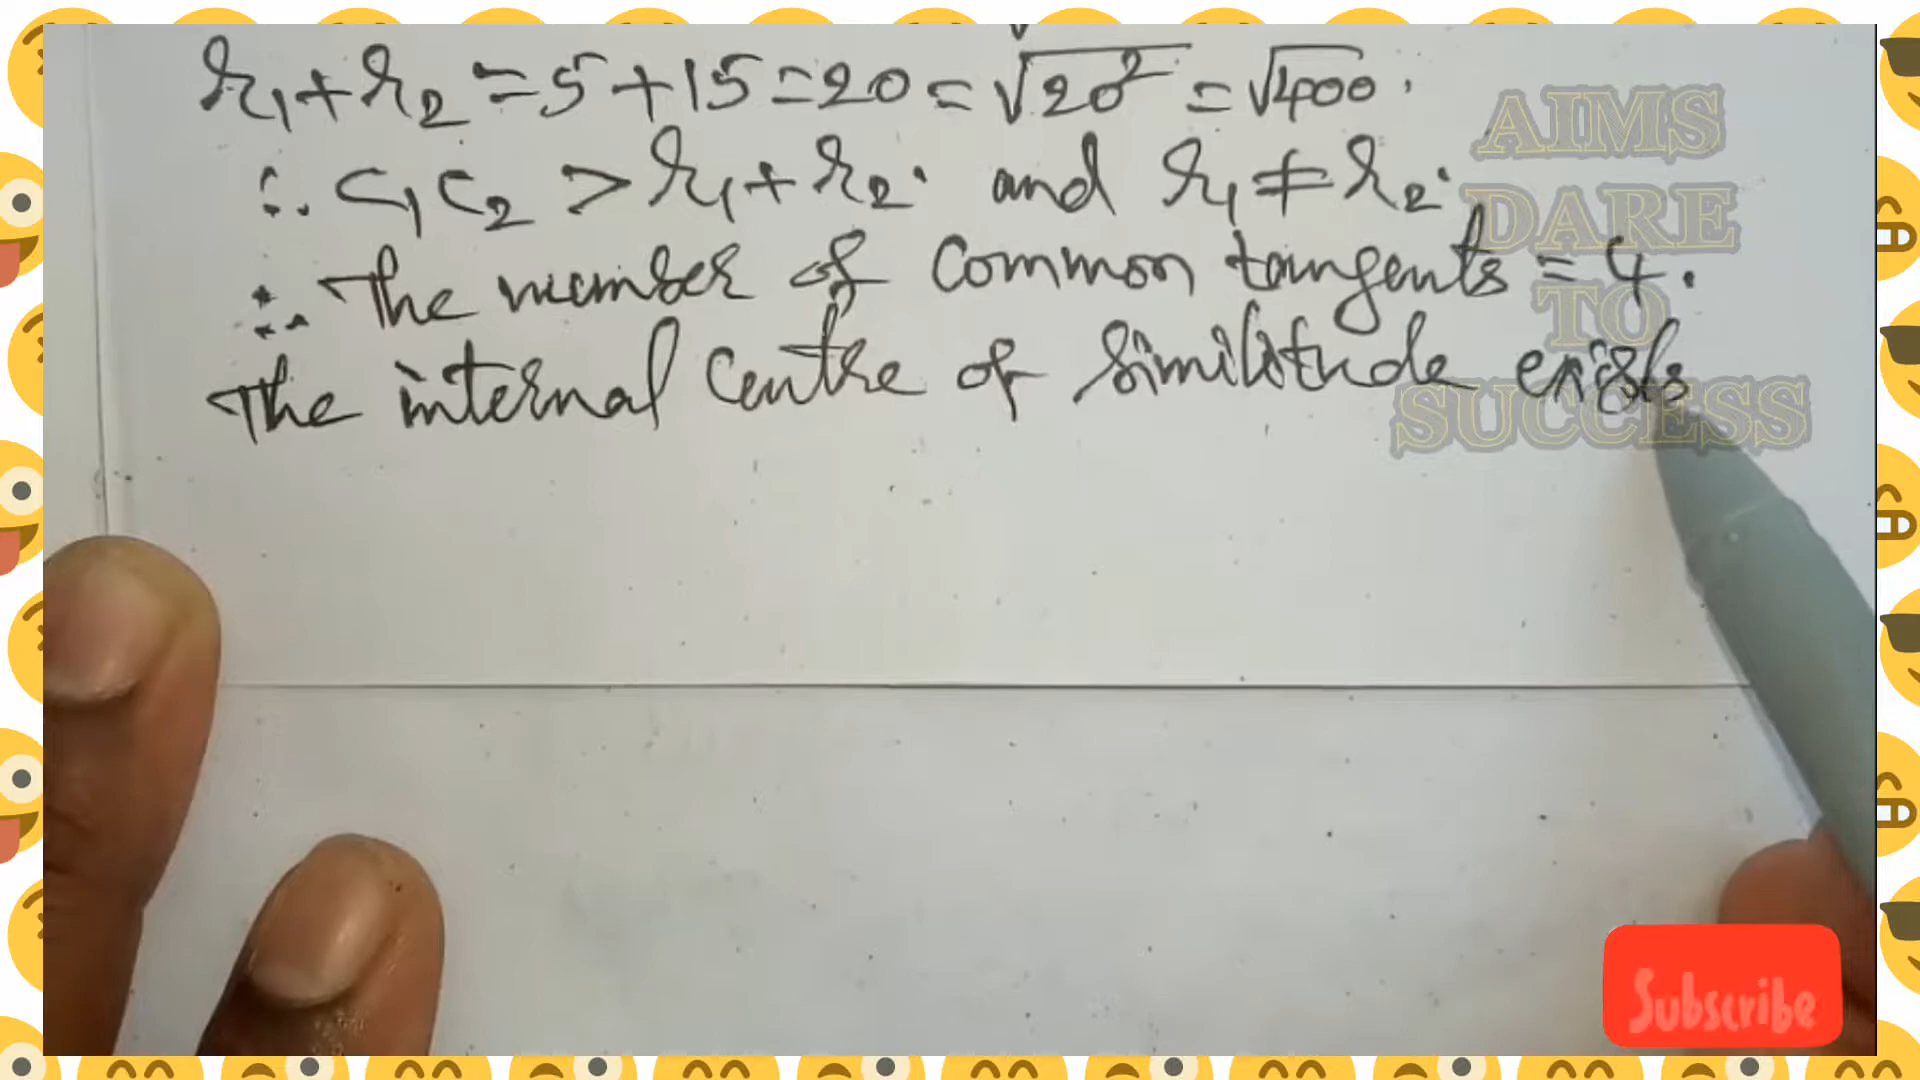 r₁+r₂ = 5+15 = 20 = √20² = √400.
∴ C₁C₂ > r₁+r₂. and r₁ ≠ r₂.
∴ The number of Common tangents = 4.
The internal Centre of Similitude exists
AIMS
DARE
TO
SUCCESS
Subscribe